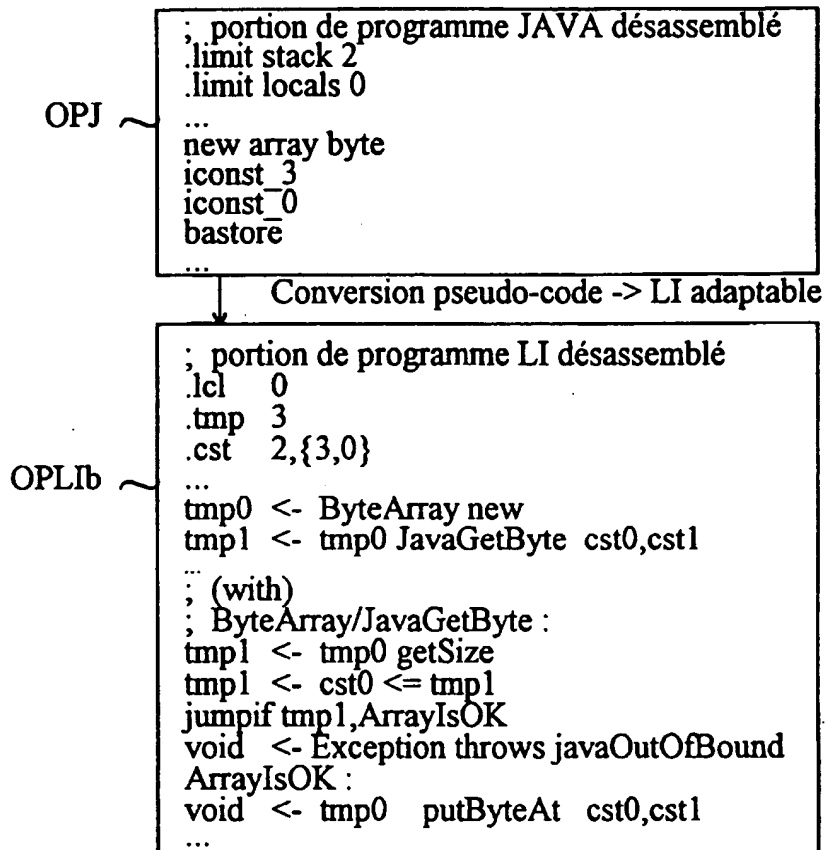 ; portion de programme JAVA désassemblé
.limit stack 2
.limit locals 0
OPJ
...
new array byte
iconst_3
iconst_0
bastore
...
Conversion pseudo-code -> LI adaptable
; portion de programme LI désassemblé
.lcl 0
.tmp 3
.cst 2,{3,0}
OPLIb
...
tmp0 <- ByteArray new
tmp1 <- tmp0 JavaGetByte cst0,cst1
...
; (with)
; ByteArray/JavaGetByte :
tmp1 <- tmp0 getSize
tmp1 <- cst0 <= tmp1
jumpif tmp1,ArrayIsOK
void <- Exception throws javaOutOfBound
ArrayIsOK :
void <- tmp0 putByteAt cst0,cst1
...